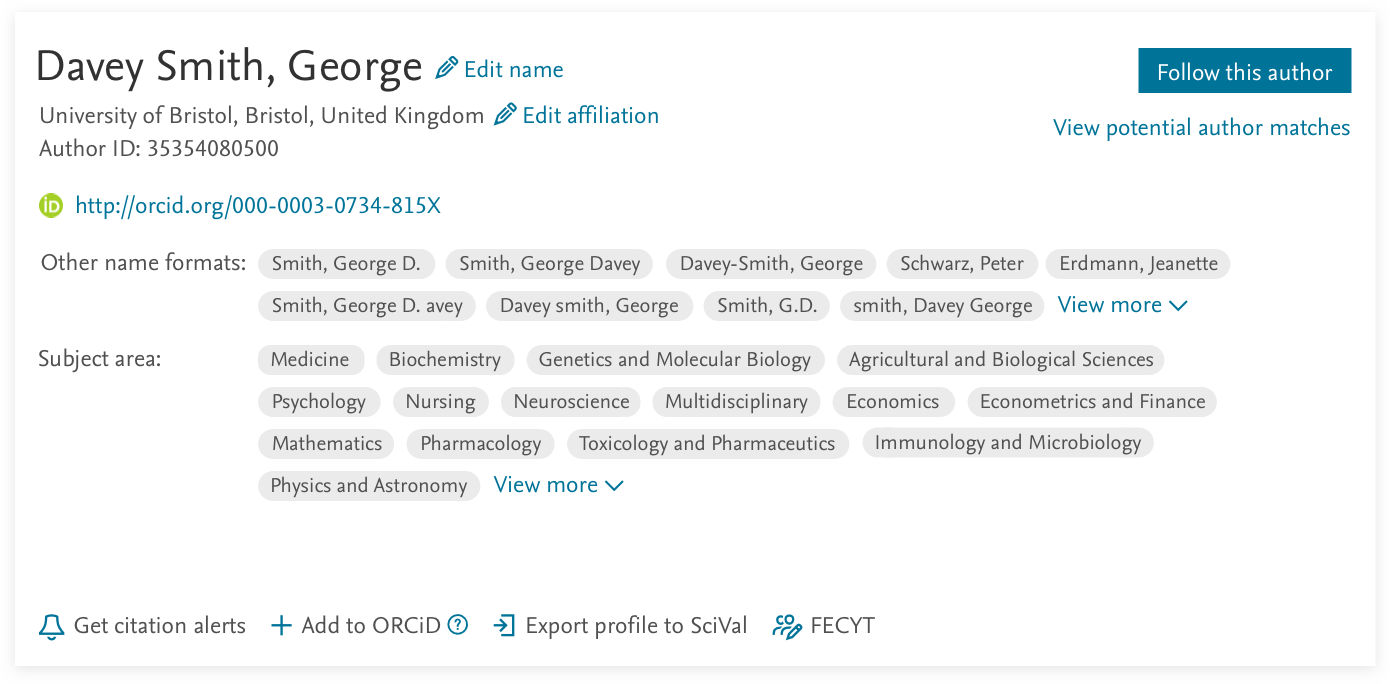 Davey Smith, George Edit name Follow this author
University of Bristol, Bristol, United Kingdom Edit affiliation View potential author matches
Author ID: 35354080500
iD http://orcid.org/000-0003-0734-815X
Other name formats: Smith, George D. Smith, George Davey Davey-Smith, George Schwarz, Peter Erdmann, Jeanette
Smith, George D. avey Davey smith, George Smith, G.D. smith, Davey George View more
Subject area: Medicine Biochemistry Genetics and Molecular Biology Agricultural and Biological Sciences
Psychology Nursing Neuroscience Multidisciplinary Economics Econometrics and Finance
Mathematics Pharmacology Toxicology and Pharmaceutics Immunology and Microbiology
Physics and Astronomy View more
Get citation alerts + Add to ORCiD ? Export profile to SciVal FECYT